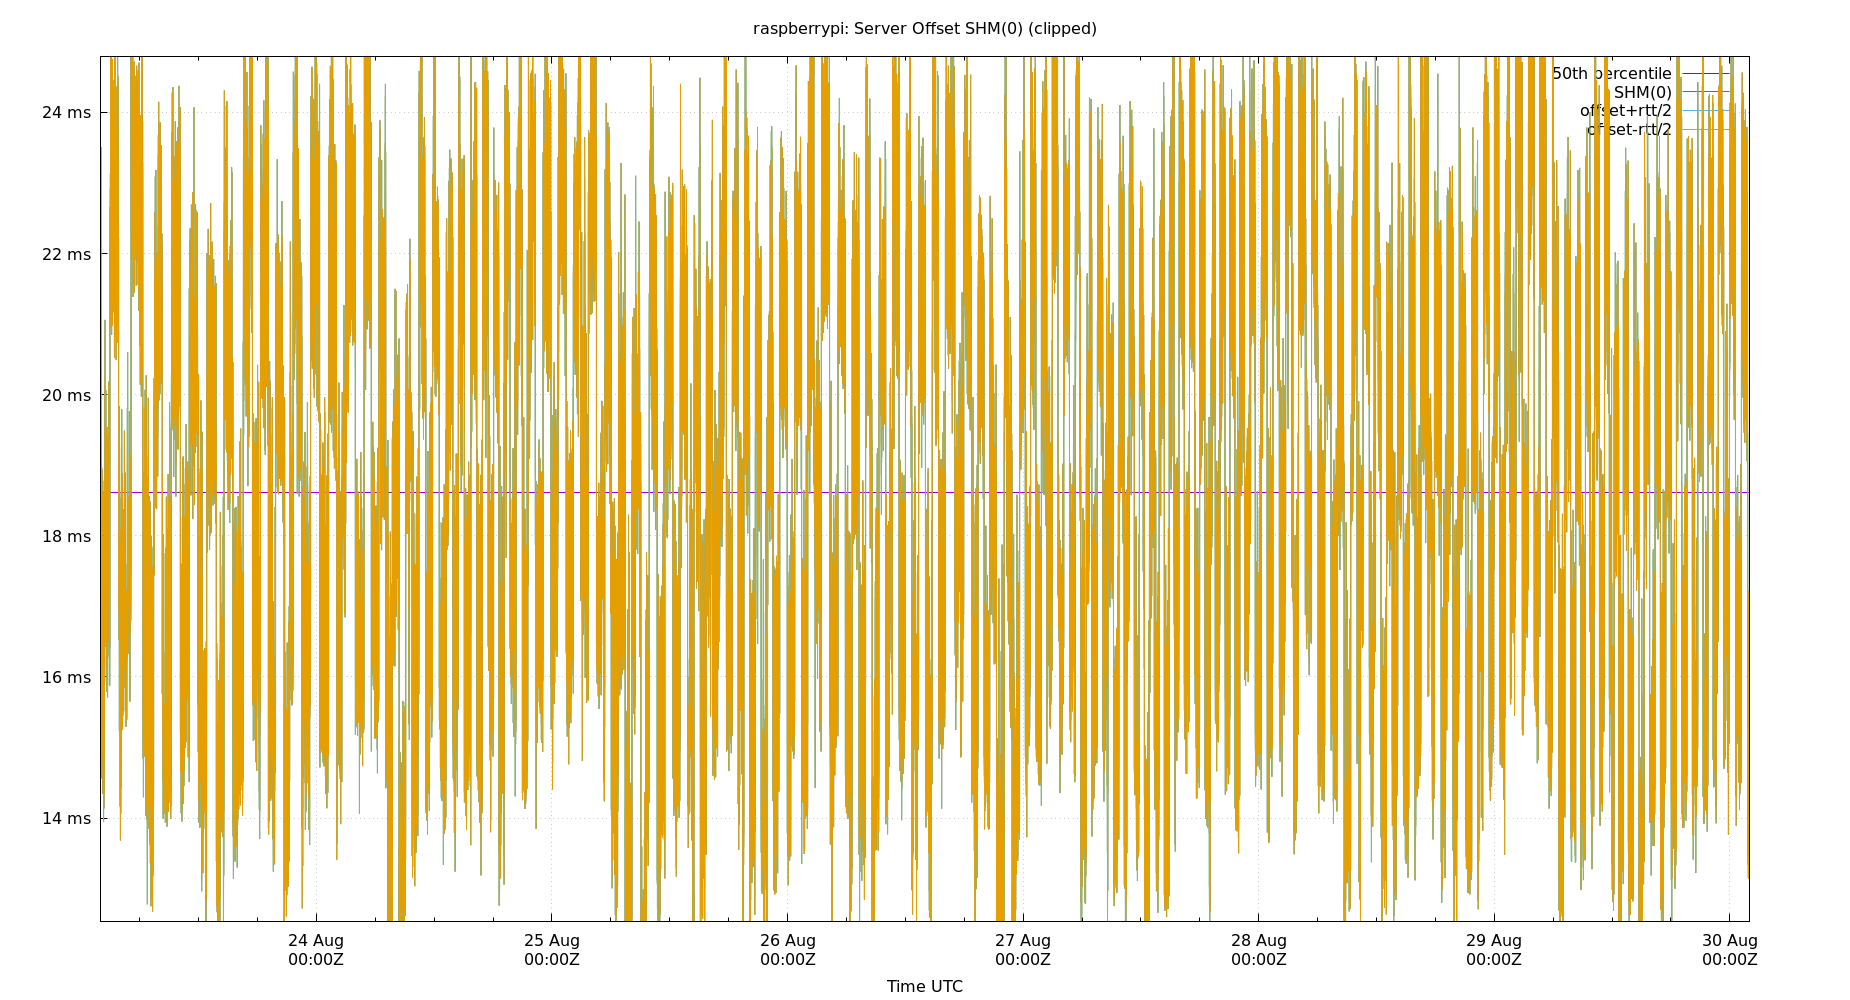 raspberrypi: Server Offset SHM(0) (clipped)
50th percentile
SHM(0)
offset+rtt/2
offset-rtt/2
24 ms
22 ms
20 ms
18 ms
16 ms
14 ms
24 Aug 25 Aug 26 Aug 27 Aug 28 Aug 29 Aug 30 Aug
00:00Z 00:00Z 00:00Z 00:00Z 00:00Z 00:00Z 00:00Z
Time UTC